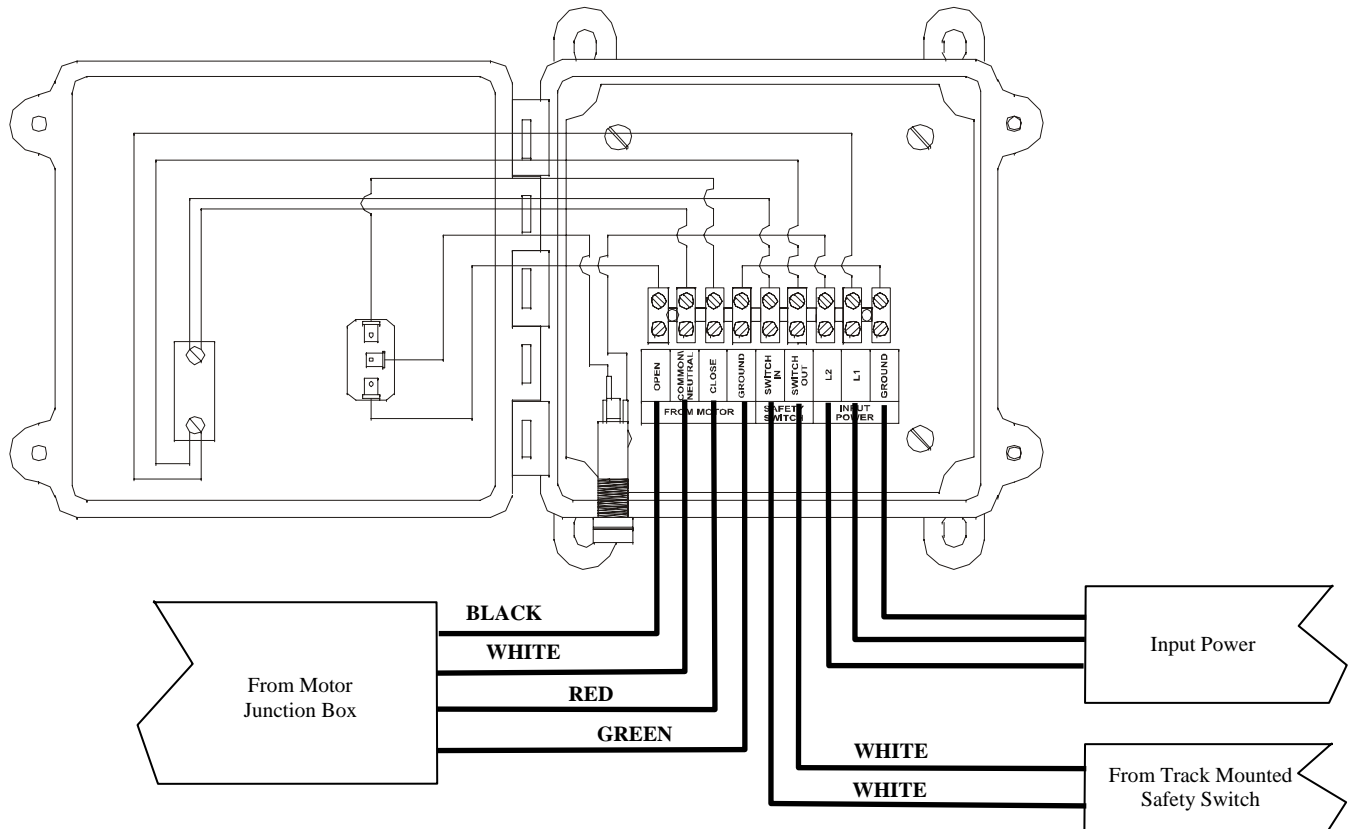 OPEN
COMMON\
NEUTRAL
CLOSE
GROUND
SWITCH
IN
SWITCH
OUT
L2
L1
GROUND
FROM MOTOR
SAFETY
SWITCH
INPUT
POWER
BLACK
WHITE
RED
GREEN
From Motor
Junction Box
Input Power
WHITE
WHITE
From Track Mounted
Safety Switch